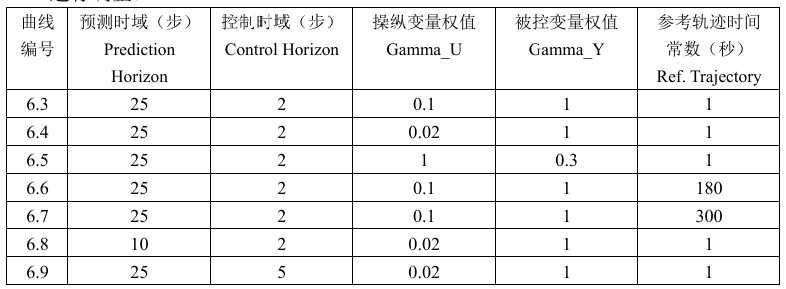 曲线 预测时域（步） 控制时域（步） 操纵变量权值 被控变量权值 参考轨迹时间
编号 Prediction Control Horizon Gamma_U Gamma_Y 常数（秒）
Horizon Ref. Trajectory
6.3 25 2 0.1 1 1
6.4 25 2 0.02 1 1
6.5 25 2 1 0.3 1
6.6 25 2 0.1 1 180
6.7 25 2 0.1 1 300
6.8 10 2 0.02 1 1
6.9 25 5 0.02 1 1